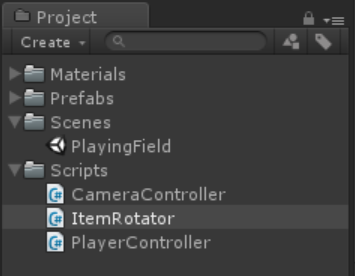 Project
Create
Materials
Prefabs
Scenes
PlayingField
Scripts
CameraController
ItemRotator
PlayerController